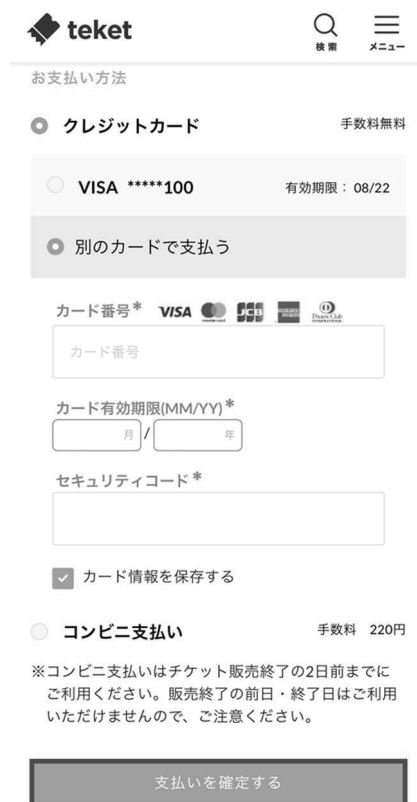 teket
検索
メニュー
お支払い方法
クレジットカード 手数料無料
VISA *****100 有効期限： 08/22
別のカードで支払う
カード番号* VISA mastercard JCB AMERICAN EXPRESS Diners Club INTERNATIONAL
カード番号
カード有効期限(MM/YY)*
月 / 年
セキュリティコード*
カード情報を保存する
コンビニ支払い 手数料 220円
※コンビニ支払いはチケット販売終了の2日前までに
ご利用ください。販売終了の前日・終了日はご利用
いただけませんので、ご注意ください。
支払いを確定する